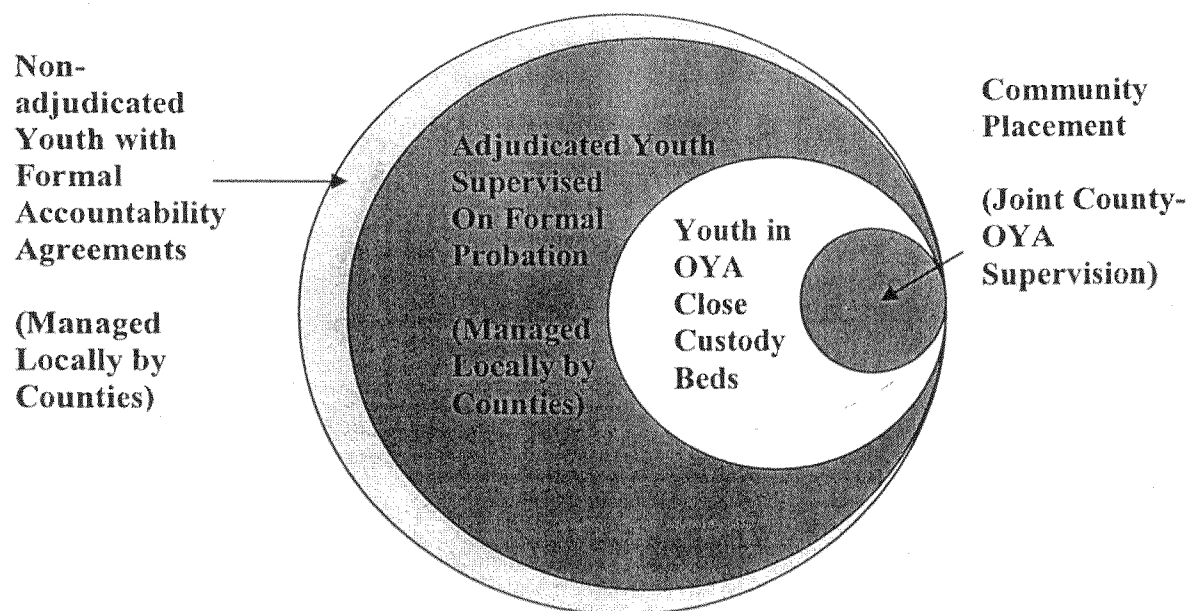 Non-
adjudicated
Youth with
Formal
Accountability
Agreements
(Managed
Locally by
Counties)
Adjudicated Youth
Supervised
On Formal
Probation
(Managed
Locally by
Counties)
Youth in
OYA
Close
Custody
Beds
Community
Placement
(Joint County-
OYA
Supervision)